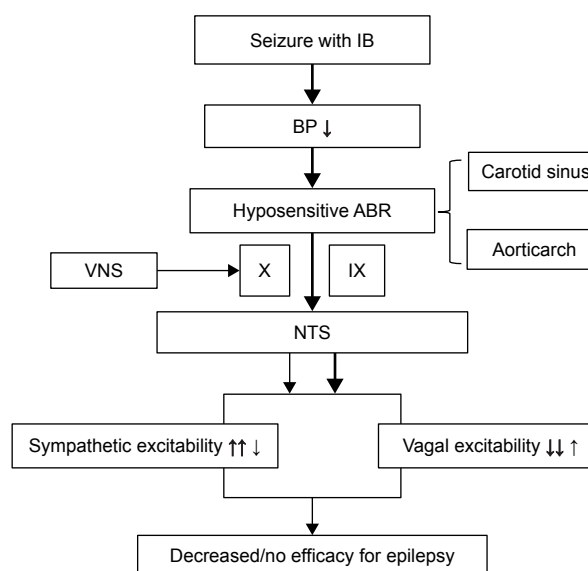 Seizure with IB
BP ↓
Carotid sinus
Hyposensitive ABR
Aorticarch
VNS
X
IX
NTS
Sympathetic excitability ↑↑ ↓
Vagal excitability ↓↓ ↑
Decreased/no efficacy for epilepsy